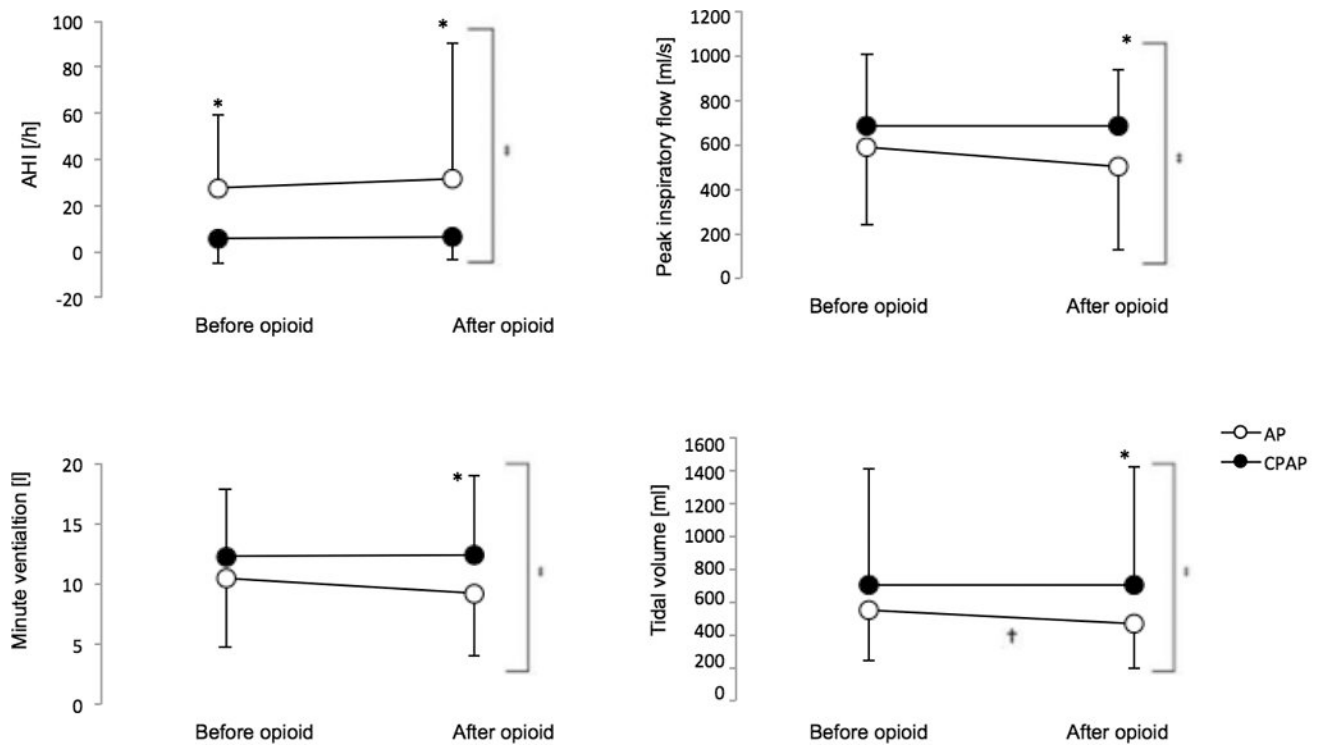 AHI [/h]
100
80
60
40
20
0
-20
*
*
‡
Before opioid
After opioid
Peak inspiratory flow [ml/s]
1200
1000
800
600
400
200
0
*
‡
Before opioid
After opioid
Minute ventialtion [l]
20
15
10
5
0
*
‡
Before opioid
After opioid
Tidal volume [ml]
1600
1400
1200
1000
800
600
400
200
0
*
†
‡
Before opioid
After opioid
AP
CPAP